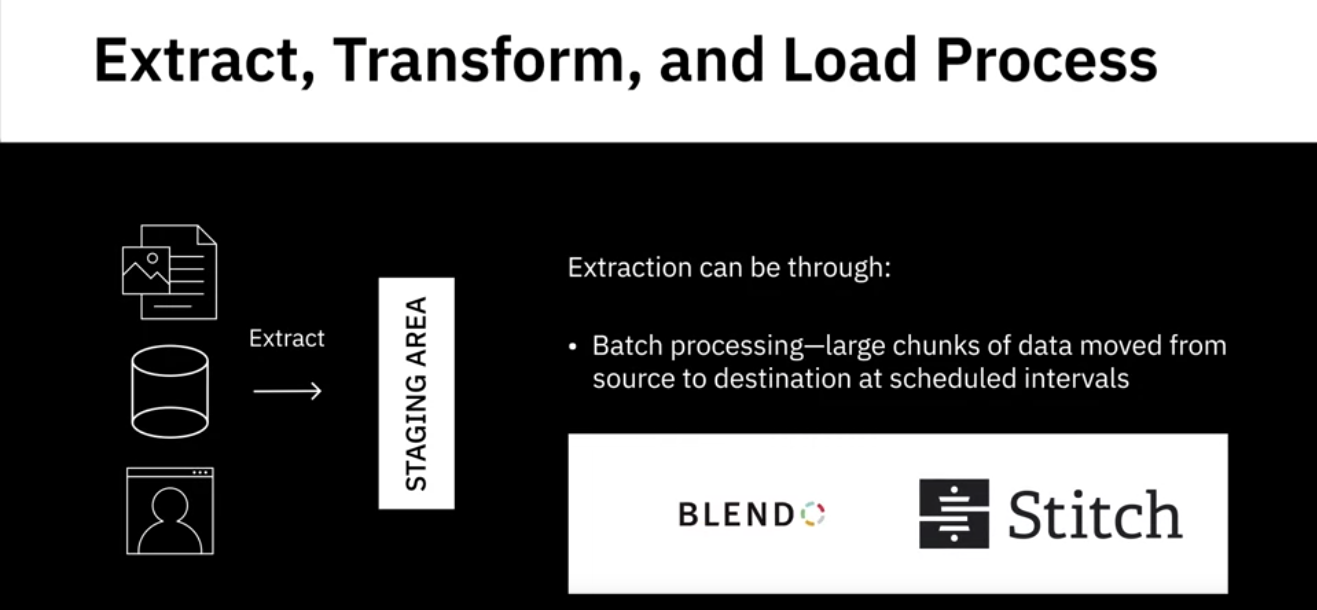 Extract, Transform, and Load Process
Extract
STAGING AREA
Extraction can be through:
• Batch processing—large chunks of data moved from
source to destination at scheduled intervals
BLENDO
Stitch